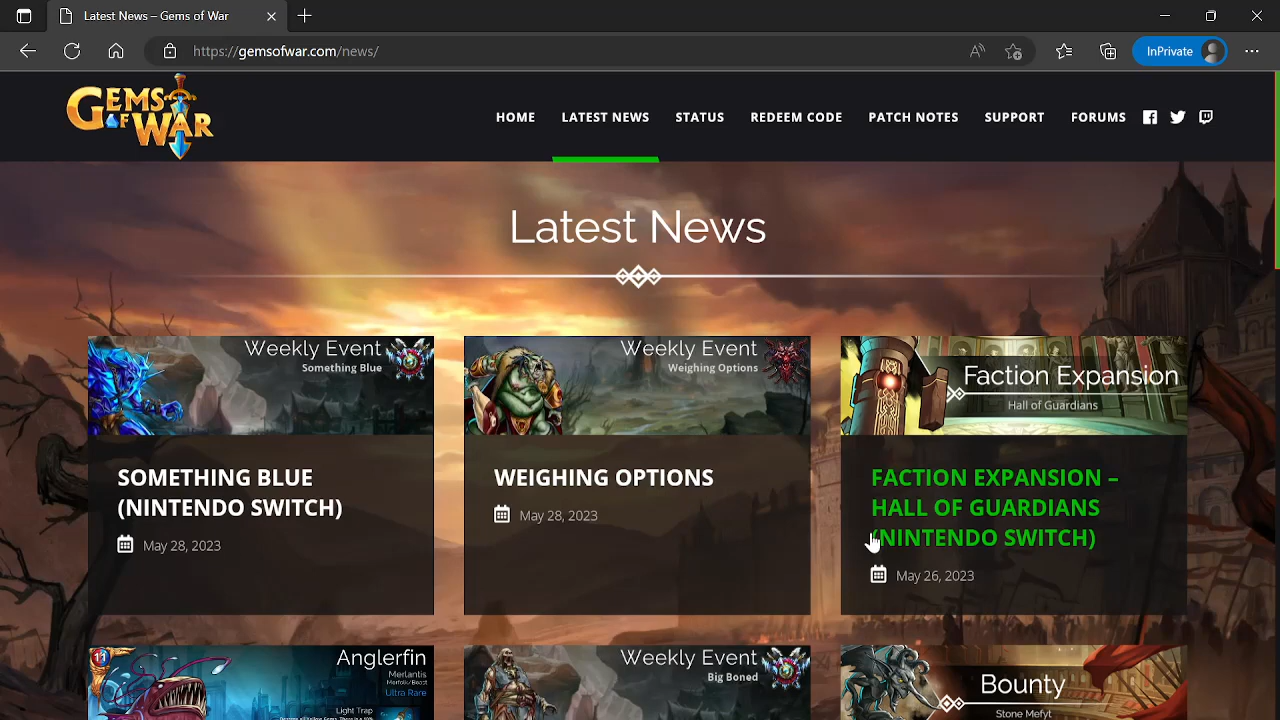 Latest News – Gems of War
InPrivate
https://gemsofwar.com/news/
GEMS OF WAR
HOME
LATEST NEWS
STATUS
REDEEM CODE
PATCH NOTES
SUPPORT
FORUMS
Latest News
Weekly Event
Something Blue
SOMETHING BLUE
(NINTENDO SWITCH)
May 28, 2023
Weekly Event
Weighing Options
WEIGHING OPTIONS
May 28, 2023
Faction Expansion
Hall of Guardians
FACTION EXPANSION –
HALL OF GUARDIANS
(NINTENDO SWITCH)
May 26, 2023
11
Anglerfin
Merlantis
Merfolk/Beast
Ultra Rare
Light Trap
Weekly Event
Big Boned
Bounty
Stone Mefyt